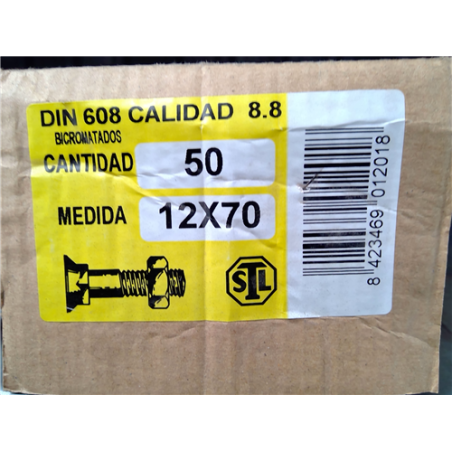 DIN 608 CALIDAD 8.8
BICROMATADOS
CANTIDAD 50
MEDIDA 12X70
STL
8 423469 012018